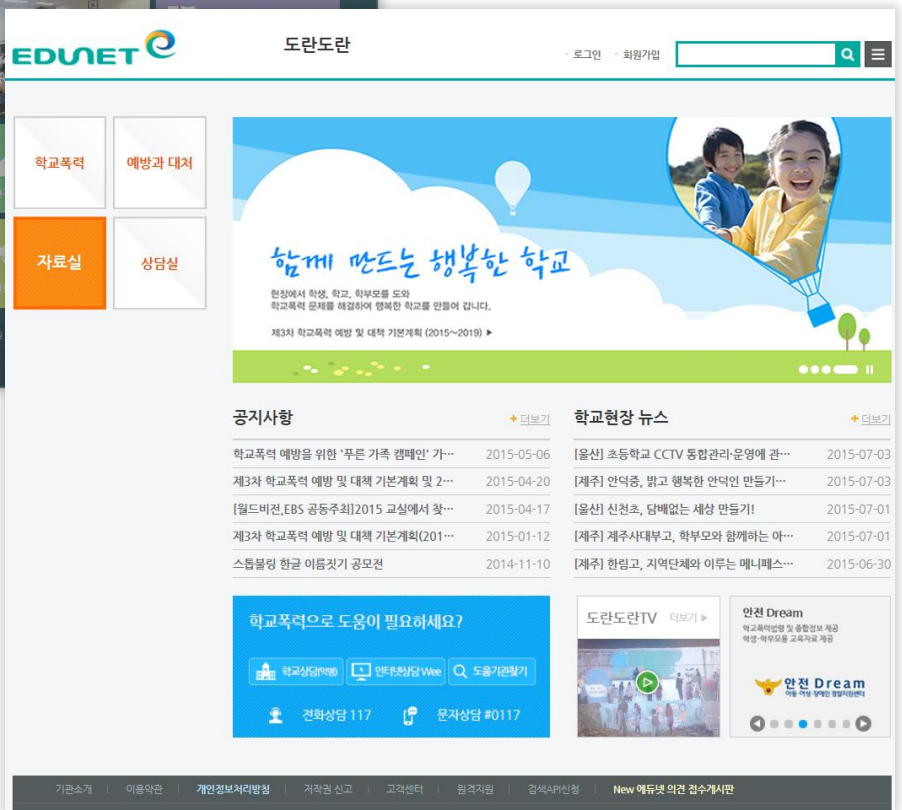 EDUNET
도란도란
로그인
회원가입
학교폭력
예방과 대처
자료실
상담실
함께 만드는 행복한 학교
현장에서 학생, 학교, 학부모를 도와
학교폭력 문제를 해결하여 행복한 학교를 만들어 갑니다.
제3차 학교폭력 예방 및 대책 기본계획 (2015~2019) ▶
공지사항
+ 더보기
학교폭력 예방을 위한 '푸른 가족 캠페인' 가… 2015-05-06
제3차 학교폭력 예방 및 대책 기본계획 및 2… 2015-04-20
[월드비전,EBS 공동주최]2015 교실에서 찾… 2015-04-17
제3차 학교폭력 예방 및 대책 기본계획(201… 2015-01-12
스톱불링 한글 이름짓기 공모전 2014-11-10
학교현장 뉴스
+ 더보기
[울산] 초등학교 CCTV 통합관리·운영에 관… 2015-07-03
[제주] 안덕중, 밝고 행복한 안덕인 만들기… 2015-07-03
[울산] 신천초, 담배없는 세상 만들기! 2015-07-01
[제주] 제주사대부고, 학부모와 함께하는 아… 2015-07-01
[제주] 한림고, 지역단체와 이루는 메니페스… 2015-06-30
학교폭력으로 도움이 필요하세요?
학교상담(익명)
인터넷상담 Wee
도움기관찾기
전화상담 117
문자상담 #0117
도란도란TV
더보기 ▶
안전 Dream
학교폭력법령 및 종합정보 제공
학생·학부모용 교육자료 제공
안전 Dream
아동·여성·장애인 경찰지원센터
기관소개
이용약관
개인정보처리방침
저작권 신고
고객센터
원격지원
검색API신청
New 에듀넷 의견 접수게시판